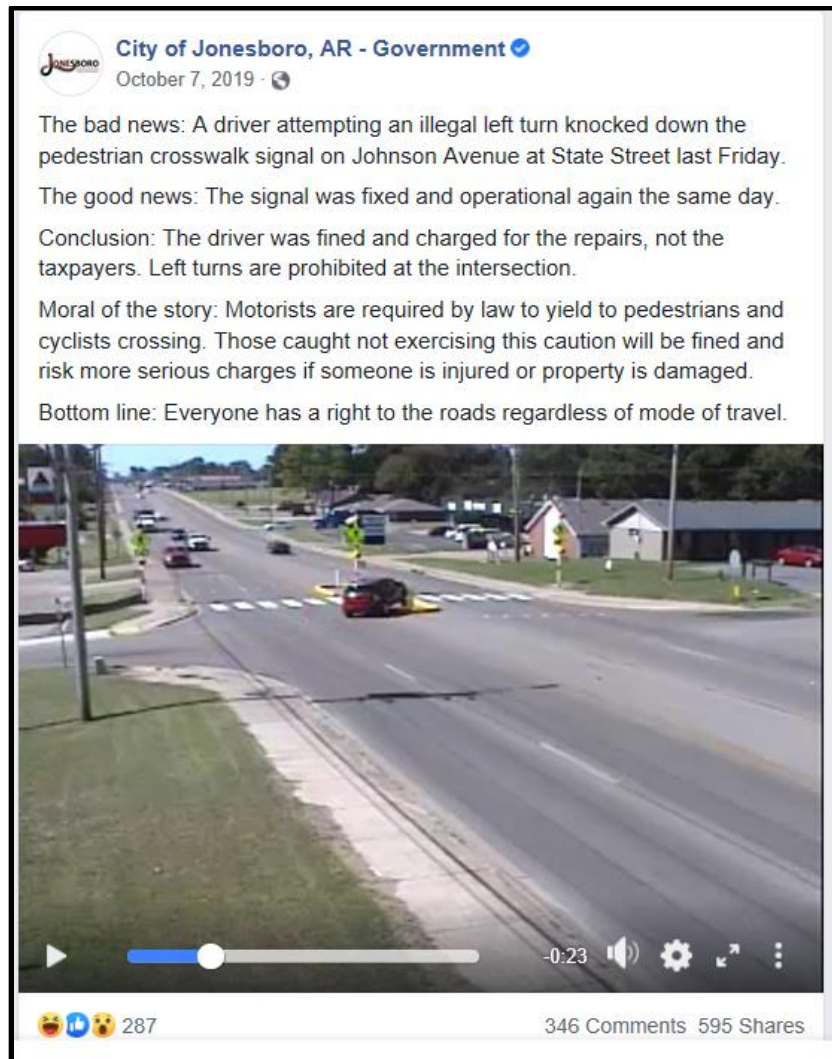 JONESBORO
City of Jonesboro, AR - Government
October 7, 2019 ·
The bad news: A driver attempting an illegal left turn knocked down the
pedestrian crosswalk signal on Johnson Avenue at State Street last Friday.
The good news: The signal was fixed and operational again the same day.
Conclusion: The driver was fined and charged for the repairs, not the
taxpayers. Left turns are prohibited at the intersection.
Moral of the story: Motorists are required by law to yield to pedestrians and
cyclists crossing. Those caught not exercising this caution will be fined and
risk more serious charges if someone is injured or property is damaged.
Bottom line: Everyone has a right to the roads regardless of mode of travel.
-0:23
287
346 Comments 595 Shares